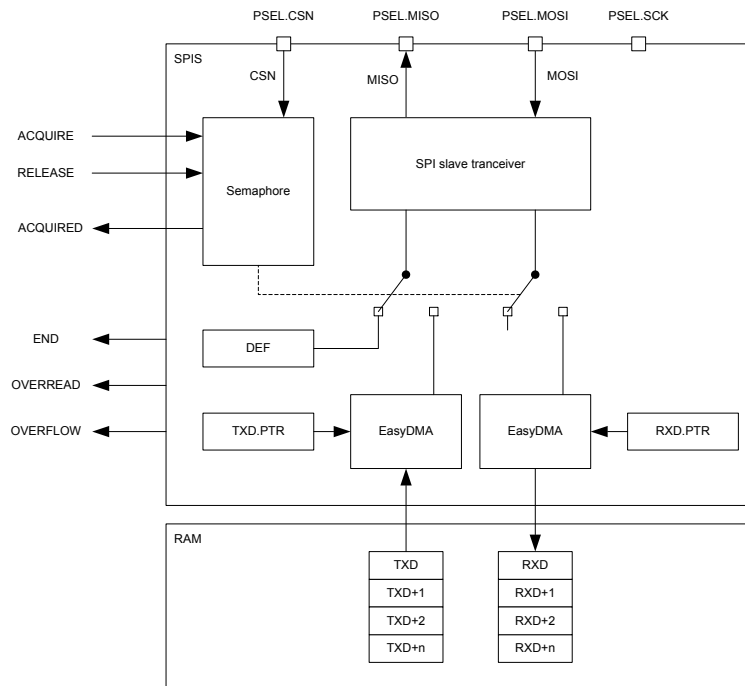 PSEL.CSN PSEL.MISO PSEL.MOSI PSEL.SCK
SPIS
CSN
MISO
MOSI
ACQUIRE
RELEASE
ACQUIRED
Semaphore
SPI slave tranceiver
END
OVERREAD
OVERFLOW
DEF
TXD.PTR
EasyDMA
EasyDMA
RXD.PTR
RAM
TXD
TXD+1
TXD+2
TXD+n
RXD
RXD+1
RXD+2
RXD+n